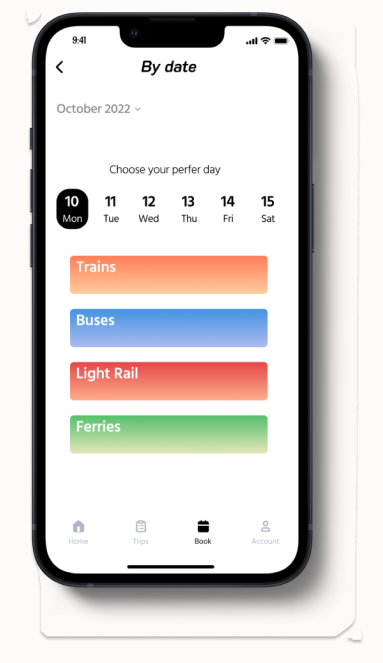 9:41
By date
October 2022
Choose your perfer day
10 11 12 13 14 15
Mon Tue Wed Thu Fri Sat
Trains
Buses
Light Rail
Ferries
Home Trips Book Account